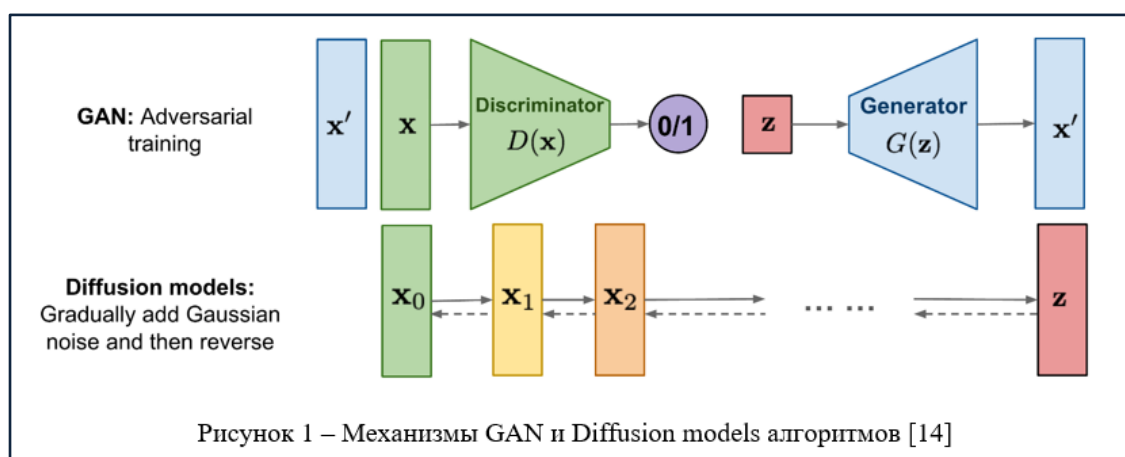 GAN: Adversarial
training
x′
x
Discriminator
D(x)
0/1
z
Generator
G(z)
x′
Diffusion models:
Gradually add Gaussian
noise and then reverse
x₀
x₁
x₂
... ...
z
Рисунок 1 – Механизмы GAN и Diffusion models алгоритмов [14]